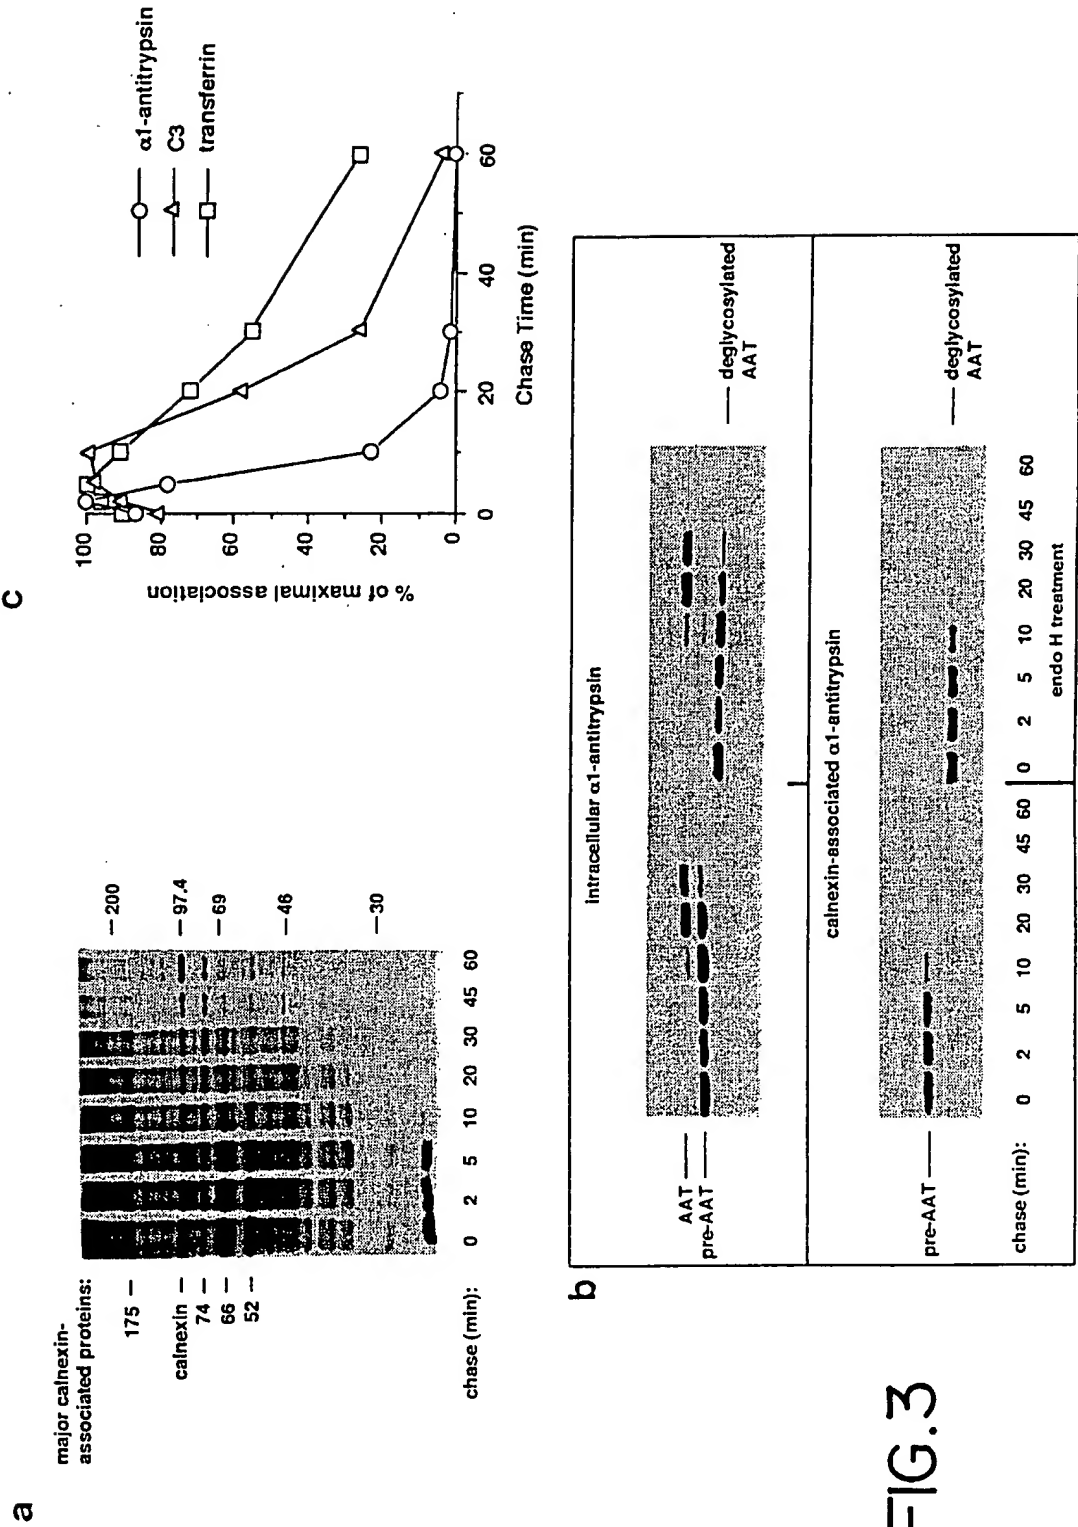 a
major calnexin-
associated proteins:
175
calnexin
74
66
52
200
97.4
69
46
30
chase (min):
0 2 5 10 20 30 45 60
c
% of maximal association
100
80
60
40
20
0
0 20 40 60
Chase Time (min)
α1-antitrypsin
C3
transferrin
b
intracellular α1-antitrypsin
AAT
pre-AAT
deglycosylated
AAT
calnexin-associated α1-antitrypsin
pre-AAT
deglycosylated
AAT
chase (min):
0 2 5 10 20 30 45 60 0 2 5 10 20 30 45 60
endo H treatment
FIG.3